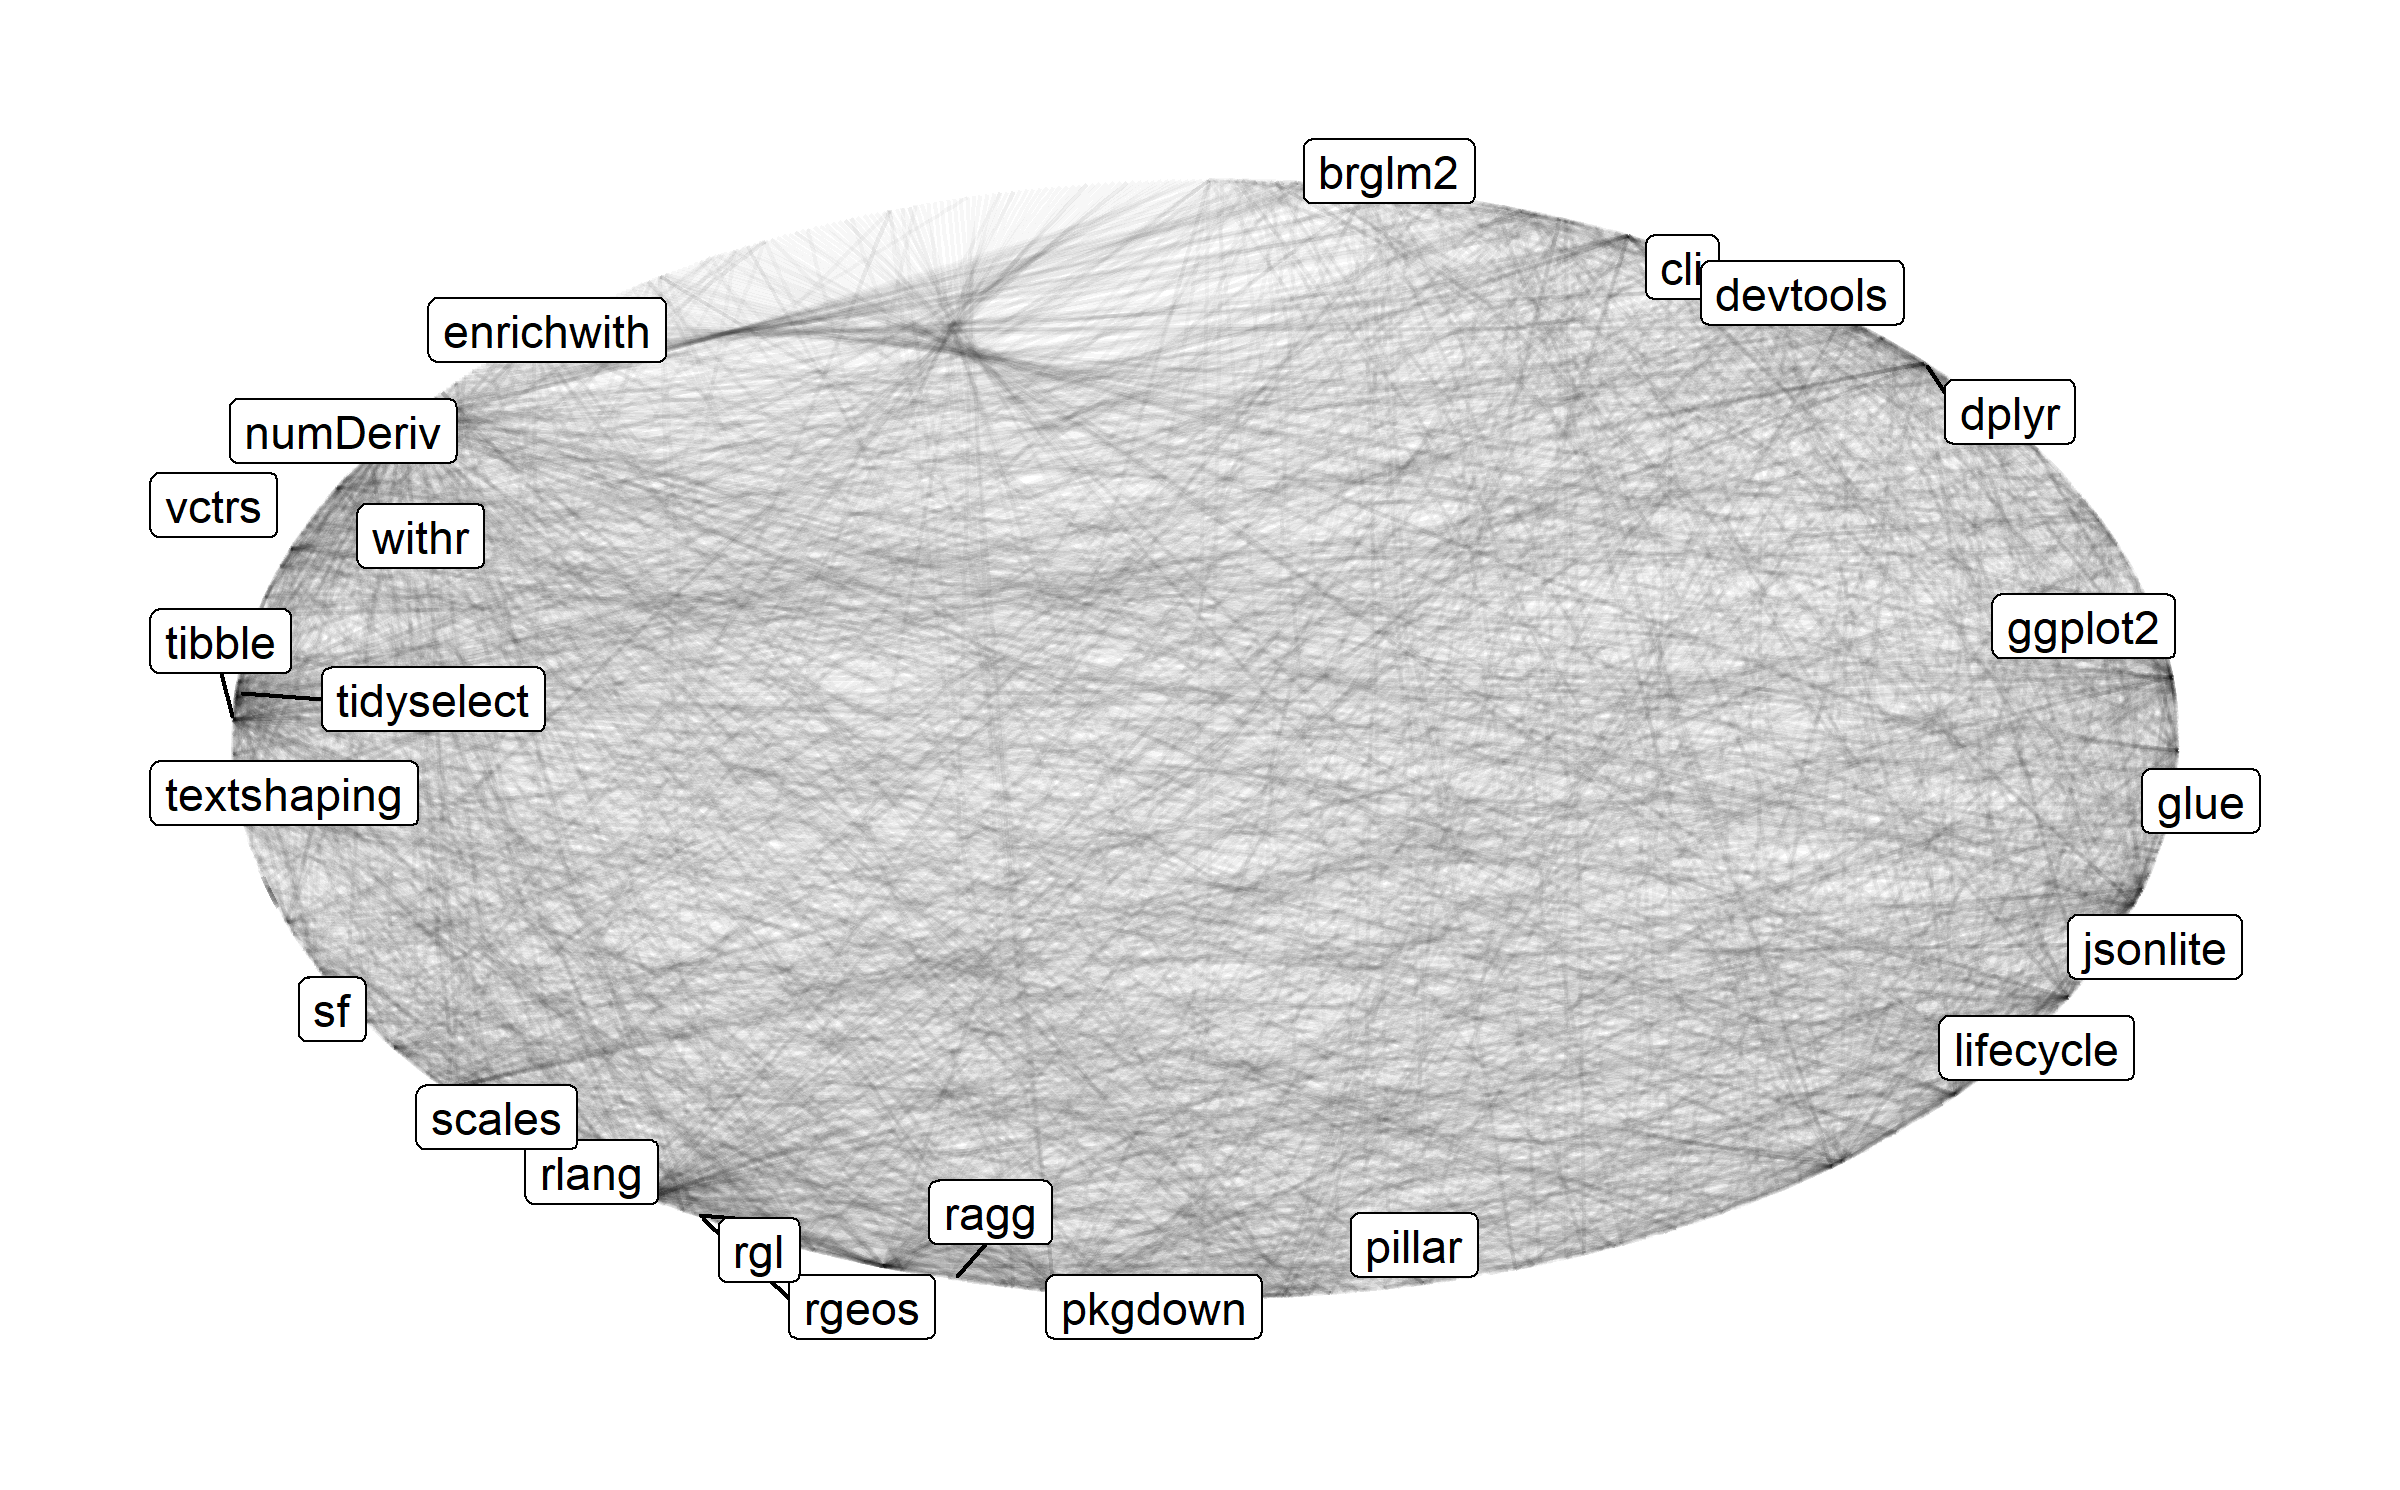 brglm2
cli
devtools
enrichwith
dplyr
numDeriv
vctrs
withr
ggplot2
tibble
tidyselect
textshaping
glue
jsonlite
sf
lifecycle
scales
rlang
ragg
pillar
rgl
rgeos
pkgdown